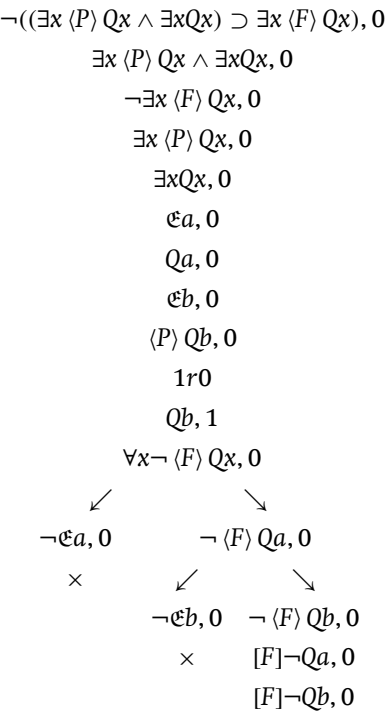 ¬((∃x ⟨P⟩ Qx ∧ ∃xQx) ⊃ ∃x ⟨F⟩ Qx), 0
∃x ⟨P⟩ Qx ∧ ∃xQx, 0
¬∃x ⟨F⟩ Qx, 0
∃x ⟨P⟩ Qx, 0
∃xQx, 0
𝕰a, 0
Qa, 0
𝕰b, 0
⟨P⟩ Qb, 0
1r0
Qb, 1
∀x¬ ⟨F⟩ Qx, 0
↙ ↘
¬𝕰a, 0 ¬ ⟨F⟩ Qa, 0
× ↙ ↘
¬𝕰b, 0 ¬ ⟨F⟩ Qb, 0
× [F]¬Qa, 0
[F]¬Qb, 0